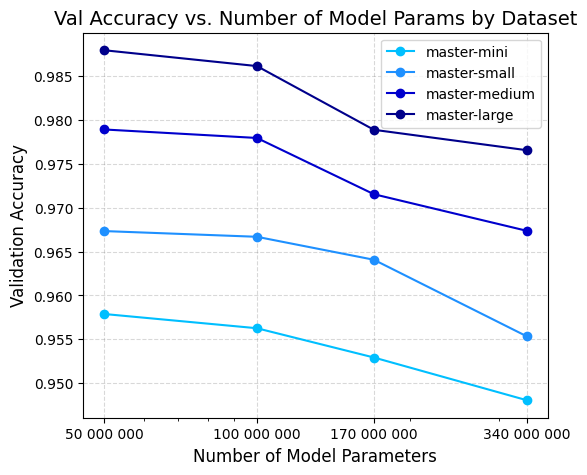 Val Accuracy vs. Number of Model Params by Dataset
master-mini
master-small
master-medium
master-large
0.985
0.980
0.975
0.970
0.965
0.960
0.955
0.950
Validation Accuracy
50 000 000
100 000 000
170 000 000
340 000 000
Number of Model Parameters